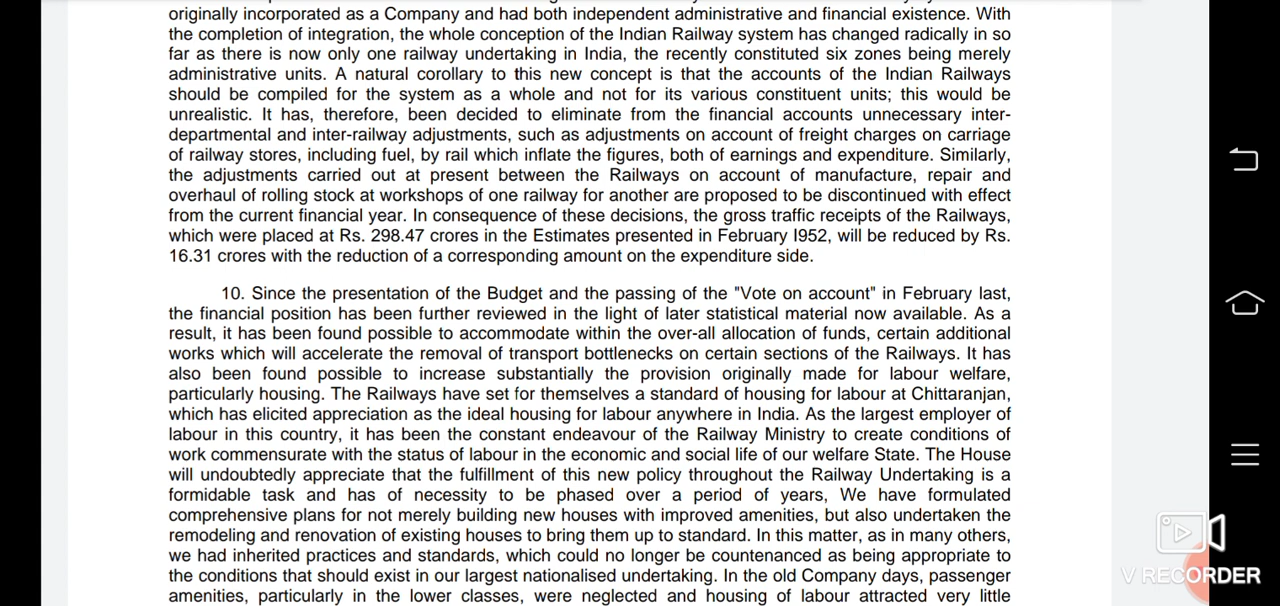 originally incorporated as a Company and had both independent administrative and financial existence. With
the completion of integration, the whole conception of the Indian Railway system has changed radically in so
far as there is now only one railway undertaking in India, the recently constituted six zones being merely
administrative units. A natural corollary to this new concept is that the accounts of the Indian Railways
should be compiled for the system as a whole and not for its various constituent units; this would be
unrealistic. It has, therefore, been decided to eliminate from the financial accounts unnecessary inter-
departmental and inter-railway adjustments, such as adjustments on account of freight charges on carriage
of railway stores, including fuel, by rail which inflate the figures, both of earnings and expenditure. Similarly,
the adjustments carried out at present between the Railways on account of manufacture, repair and
overhaul of rolling stock at workshops of one railway for another are proposed to be discontinued with effect
from the current financial year. In consequence of these decisions, the gross traffic receipts of the Railways,
which were placed at Rs. 298.47 crores in the Estimates presented in February I952, will be reduced by Rs.
16.31 crores with the reduction of a corresponding amount on the expenditure side.
10. Since the presentation of the Budget and the passing of the "Vote on account" in February last,
the financial position has been further reviewed in the light of later statistical material now available. As a
result, it has been found possible to accommodate within the over-all allocation of funds, certain additional
works which will accelerate the removal of transport bottlenecks on certain sections of the Railways. It has
also been found possible to increase substantially the provision originally made for labour welfare,
particularly housing. The Railways have set for themselves a standard of housing for labour at Chittaranjan,
which has elicited appreciation as the ideal housing for labour anywhere in India. As the largest employer of
labour in this country, it has been the constant endeavour of the Railway Ministry to create conditions of
work commensurate with the status of labour in the economic and social life of our welfare State. The House
will undoubtedly appreciate that the fulfillment of this new policy throughout the Railway Undertaking is a
formidable task and has of necessity to be phased over a period of years, We have formulated
comprehensive plans for not merely building new houses with improved amenities, but also undertaken the
remodeling and renovation of existing houses to bring them up to standard. In this matter, as in many others,
we had inherited practices and standards, which could no longer be countenanced as being appropriate to
the conditions that should exist in our largest nationalised undertaking. In the old Company days, passenger
amenities, particularly in the lower classes, were neglected and housing of labour attracted very little
V RECORDER